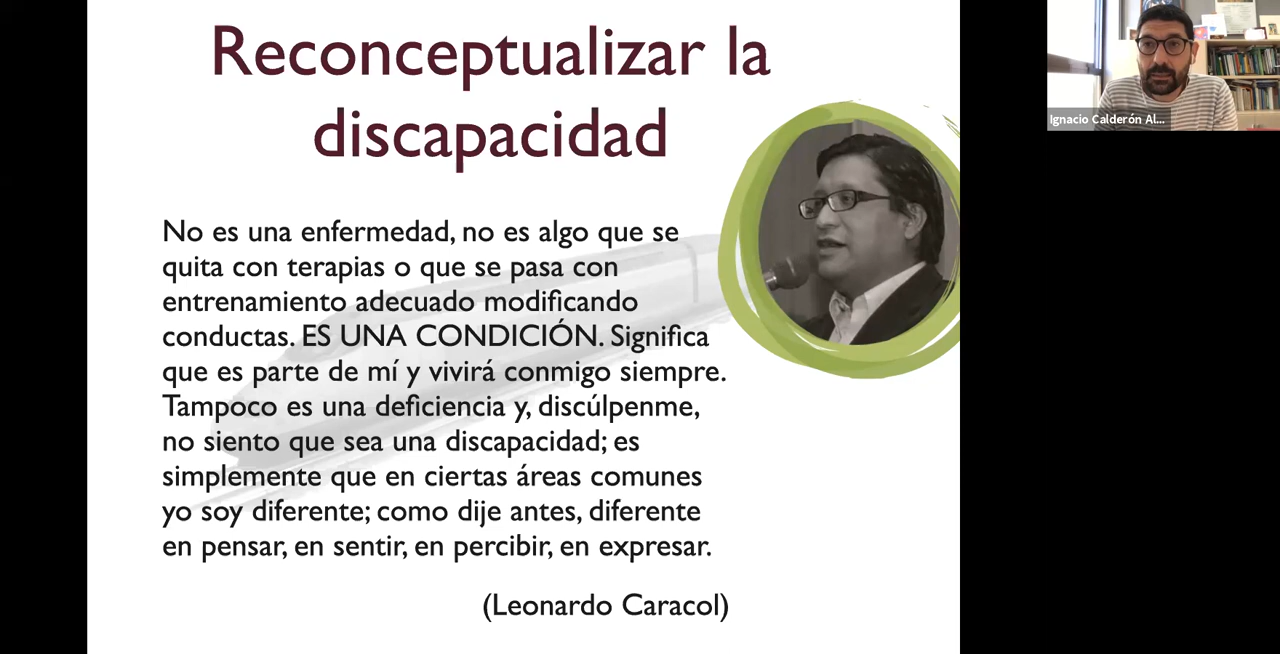 Reconceptualizar la
discapacidad
No es una enfermedad, no es algo que se
quita con terapias o que se pasa con
entrenamiento adecuado modificando
conductas. ES UNA CONDICIÓN. Significa
que es parte de mí y vivirá conmigo siempre.
Tampoco es una deficiencia y, discúlpenme,
no siento que sea una discapacidad; es
simplemente que en ciertas áreas comunes
yo soy diferente; como dije antes, diferente
en pensar, en sentir, en percibir, en expresar.
(Leonardo Caracol)
Ignacio Calderón Al...